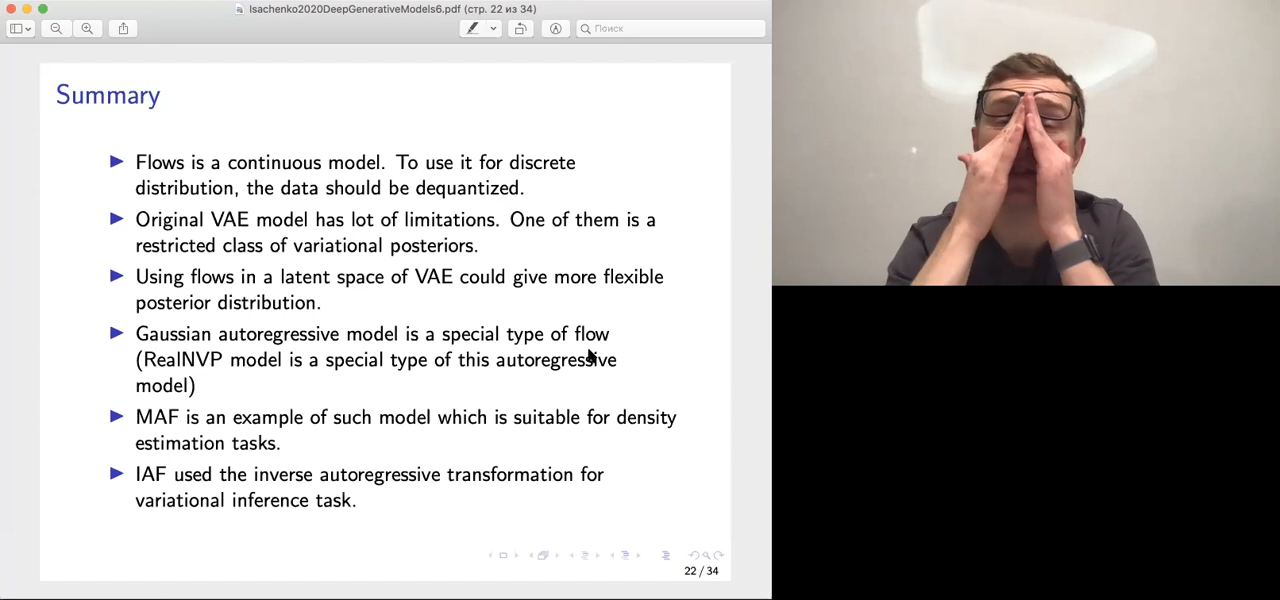 Isachenko2020DeepGenerativeModels6.pdf (стр. 22 из 34)
Поиск
Summary
Flows is a continuous model. To use it for discrete
distribution, the data should be dequantized.
Original VAE model has lot of limitations. One of them is a
restricted class of variational posteriors.
Using flows in a latent space of VAE could give more flexible
posterior distribution.
Gaussian autoregressive model is a special type of flow
(RealNVP model is a special type of this autoregressive
model)
MAF is an example of such model which is suitable for density
estimation tasks.
IAF used the inverse autoregressive transformation for
variational inference task.
22 / 34